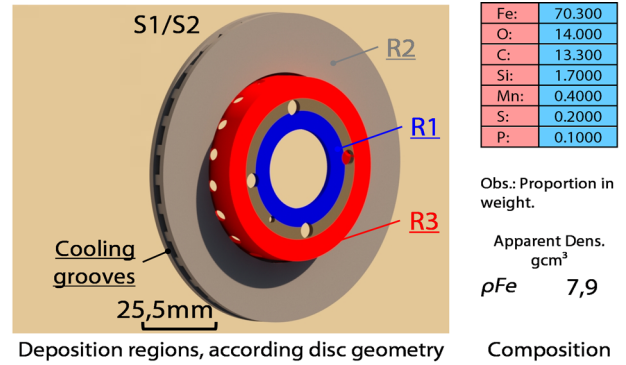 S1/S2
R2
R1
R3
Cooling
grooves
25,5mm
Deposition regions, according disc geometry
Fe: 70.300
O: 14.000
C: 13.300
Si: 1.7000
Mn: 0.4000
S: 0.2000
P: 0.1000
Obs.: Proportion in
weight.
Apparent Dens.
gcm³
ρFe 7,9
Composition